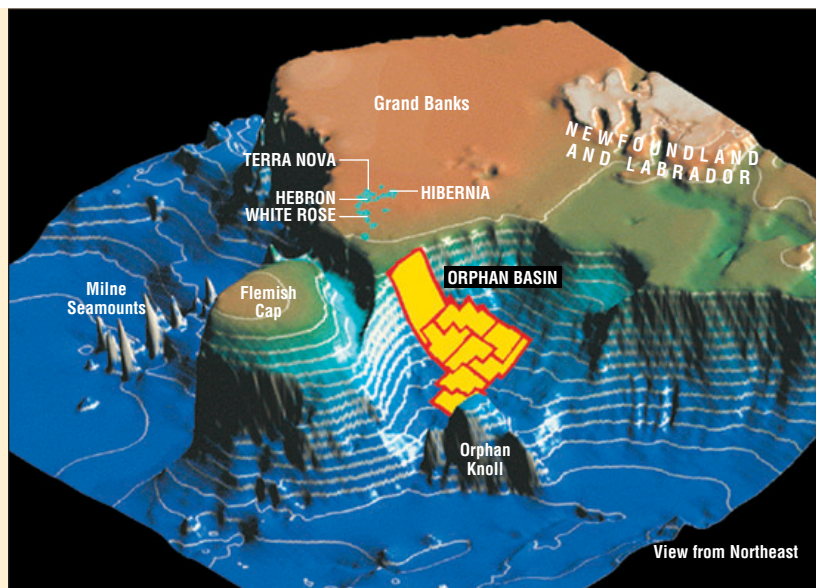 Grand Banks
NEWFOUNDLAND
AND LABRADOR
TERRA NOVA
HIBERNIA
HEBRON
WHITE ROSE
ORPHAN BASIN
Milne
Seamounts
Flemish
Cap
Orphan
Knoll
View from Northeast